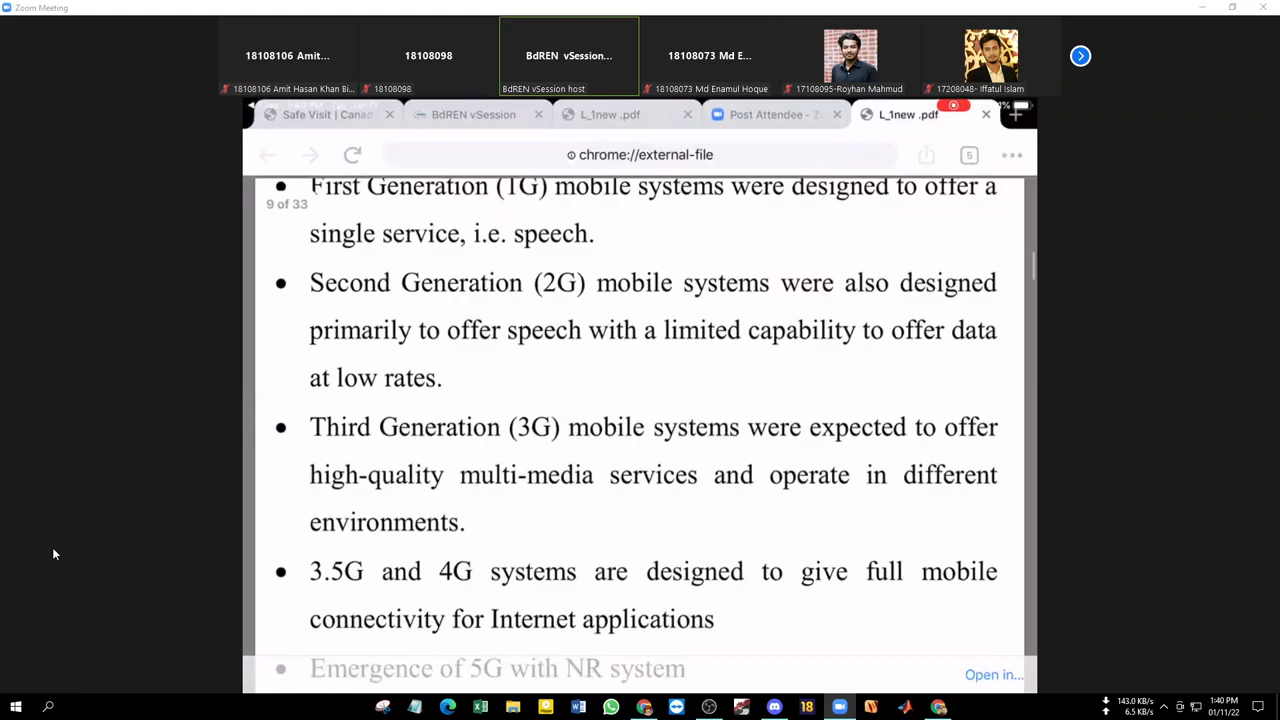 Zoom Meeting
18108106 Amit...
18108098
BdREN vSession...
18108073 Md E...
18108106 Amit Hasan Khan Bi...
18108098
BdREN vSession host
18108073 Md Enamul Hoque
17108095-Royhan Mahmud
17208048- Iffatul Islam
Safe Visit | Canad
BdREN vSession
L_1new .pdf
Post Attendee - Z
L_1new .pdf
chrome://external-file
5
First Generation (1G) mobile systems were designed to offer a
9 of 33
single service, i.e. speech.
• Second Generation (2G) mobile systems were also designed
primarily to offer speech with a limited capability to offer data
at low rates.
• Third Generation (3G) mobile systems were expected to offer
high-quality multi-media services and operate in different
environments.
• 3.5G and 4G systems are designed to give full mobile
connectivity for Internet applications
• Emergence of 5G with NR system
Open in...
18
143.0 KB/s
6.5 KB/s
1:40 PM
01/11/22